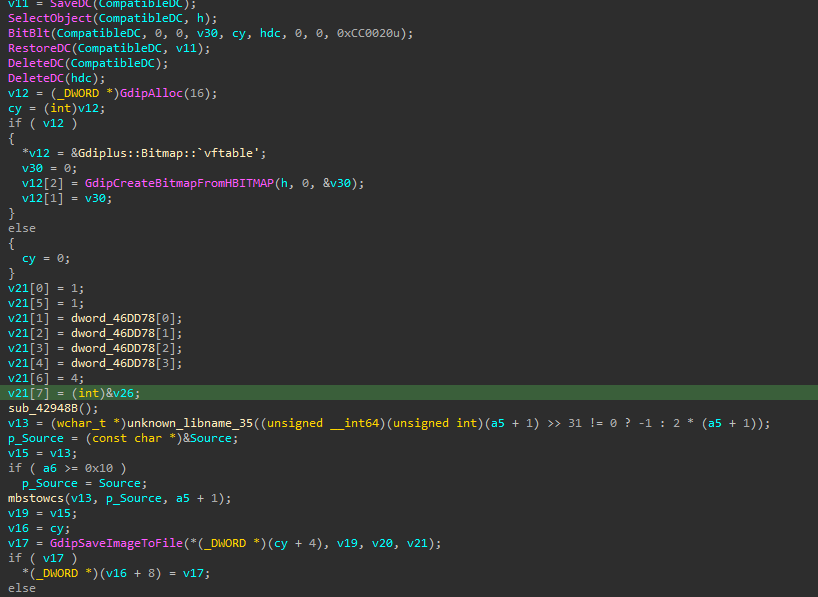 v11 = SaveDC(CompatibleDC);
SelectObject(CompatibleDC, h);
BitBlt(CompatibleDC, 0, 0, v30, cy, hdc, 0, 0, 0xCC0020u);
RestoreDC(CompatibleDC, v11);
DeleteDC(CompatibleDC);
DeleteDC(hdc);
v12 = (_DWORD *)GdipAlloc(16);
cy = (int)v12;
if ( v12 )
{
  *v12 = &Gdiplus::Bitmap::`vftable';
  v30 = 0;
  v12[2] = GdipCreateBitmapFromHBITMAP(h, 0, &v30);
  v12[1] = v30;
}
else
{
  cy = 0;
}
v21[0] = 1;
v21[5] = 1;
v21[1] = dword_46DD78[0];
v21[2] = dword_46DD78[1];
v21[3] = dword_46DD78[2];
v21[4] = dword_46DD78[3];
v21[6] = 4;
v21[7] = (int)&v26;
sub_42948B();
v13 = (wchar_t *)unknown_libname_35((unsigned __int64)(unsigned int)(a5 + 1) >> 31 != 0 ? -1 : 2 * (a5 + 1));
p_Source = (const char *)&Source;
v15 = v13;
if ( a6 >= 0x10 )
  p_Source = Source;
mbstowcs(v13, p_Source, a5 + 1);
v19 = v15;
v16 = cy;
v17 = GdipSaveImageToFile(*(_DWORD *)(cy + 4), v19, v20, v21);
if ( v17 )
  *(_DWORD *)(v16 + 8) = v17;
else